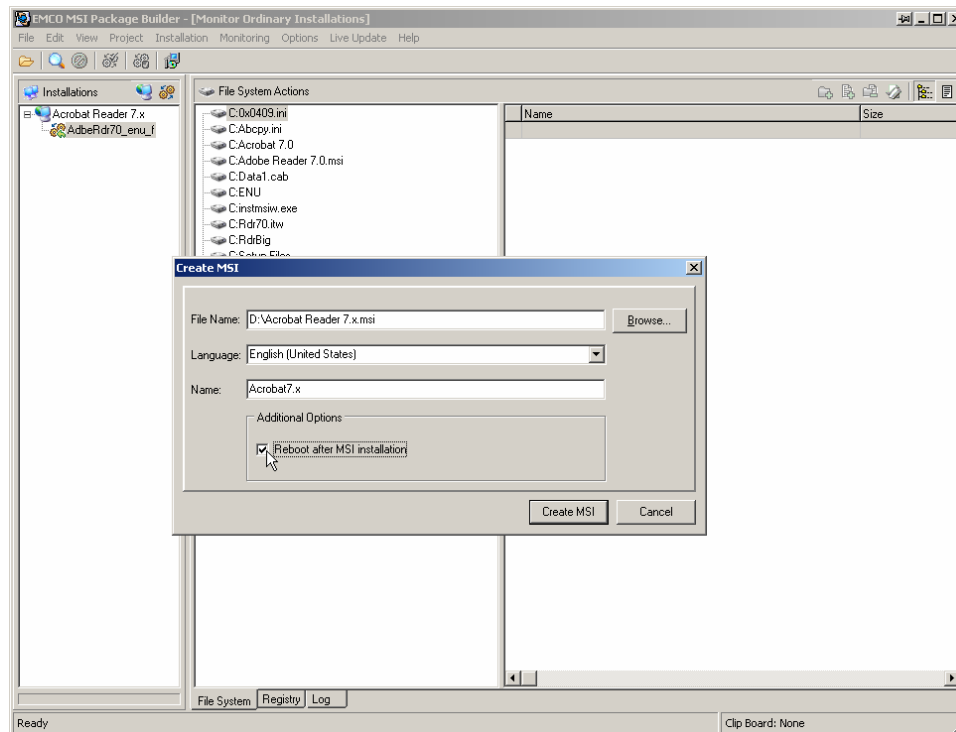 EMCO MSI Package Builder - [Monitor Ordinary Installations]
File Edit View Project Installation Monitoring Options Live Update Help
Installations
File System Actions
Acrobat Reader 7.x
AdbeRdr70_enu_f
C:0x0409.ini
C:Abcpy.ini
C:Acrobat 7.0
C:Adobe Reader 7.0.msi
C:Data1.cab
C:ENU
C:instmsiw.exe
C:Rdr70.itw
C:RdrBig
C:Setup Files
Name Size
Create MSI
File Name: D:\Acrobat Reader 7.x.msi Browse...
Language: English (United States)
Name: Acrobat7.x
Additional Options
Reboot after MSI installation
Create MSI Cancel
File System Registry Log
Ready Clip Board: None